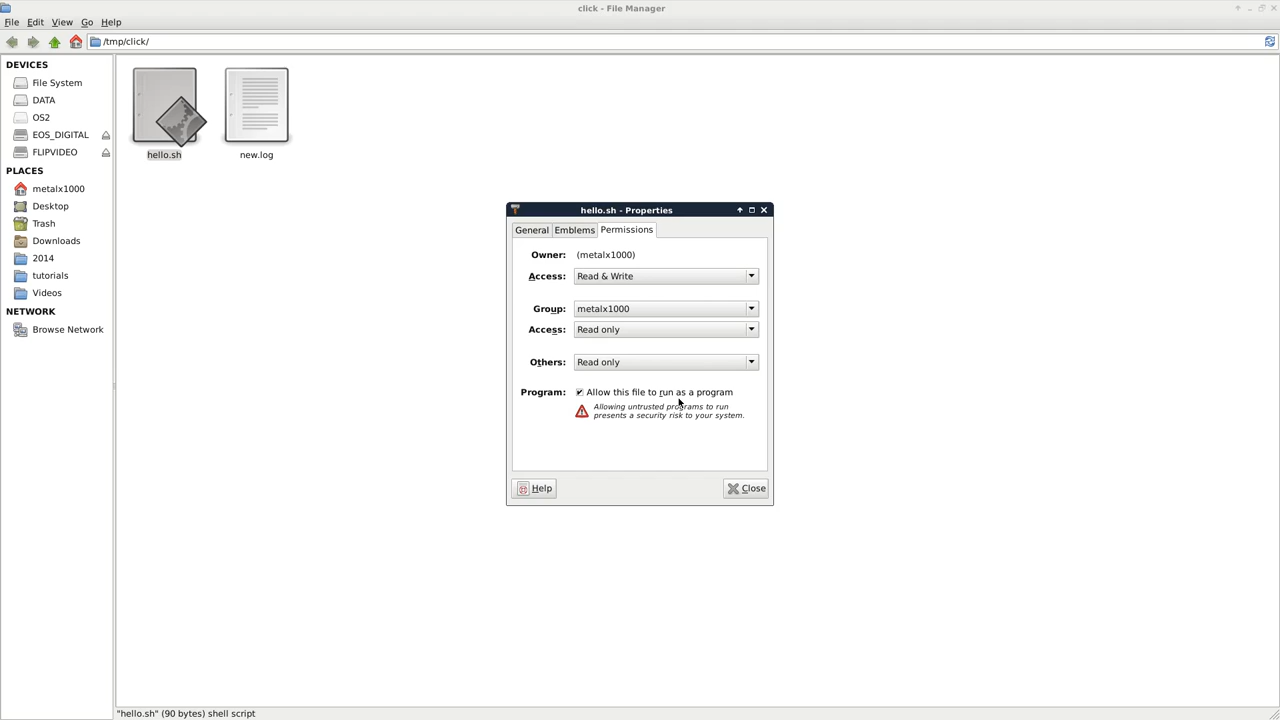 click - File Manager
File Edit View Go Help
/tmp/click/
DEVICES
File System
DATA
OS2
EOS_DIGITAL
FLIPVIDEO
PLACES
metalx1000
Desktop
Trash
Downloads
2014
tutorials
Videos
NETWORK
Browse Network
hello.sh
new.log
hello.sh - Properties
General Emblems Permissions
Owner: (metalx1000)
Access: Read & Write
Group: metalx1000
Access: Read only
Others: Read only
Program: Allow this file to run as a program
Allowing untrusted programs to run
presents a security risk to your system.
Help Close
"hello.sh" (90 bytes) shell script